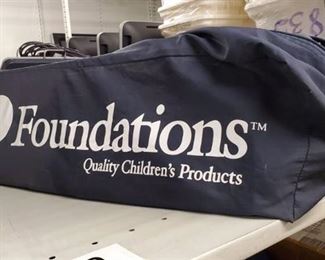 Foundations™
Quality Children's Products